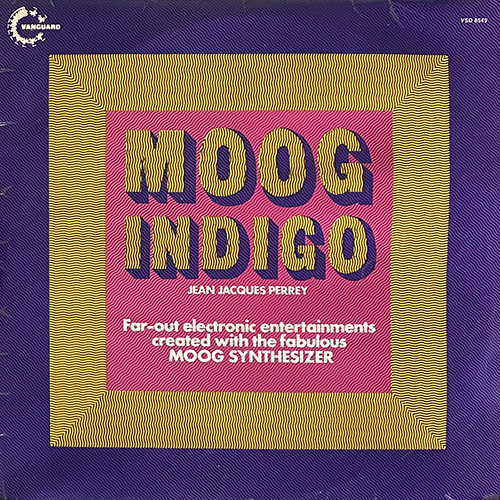 VANGUARD
VSD 6549
MOOG
INDIGO
JEAN JACQUES PERREY
Far-out electronic entertainments
created with the fabulous
MOOG SYNTHESIZER